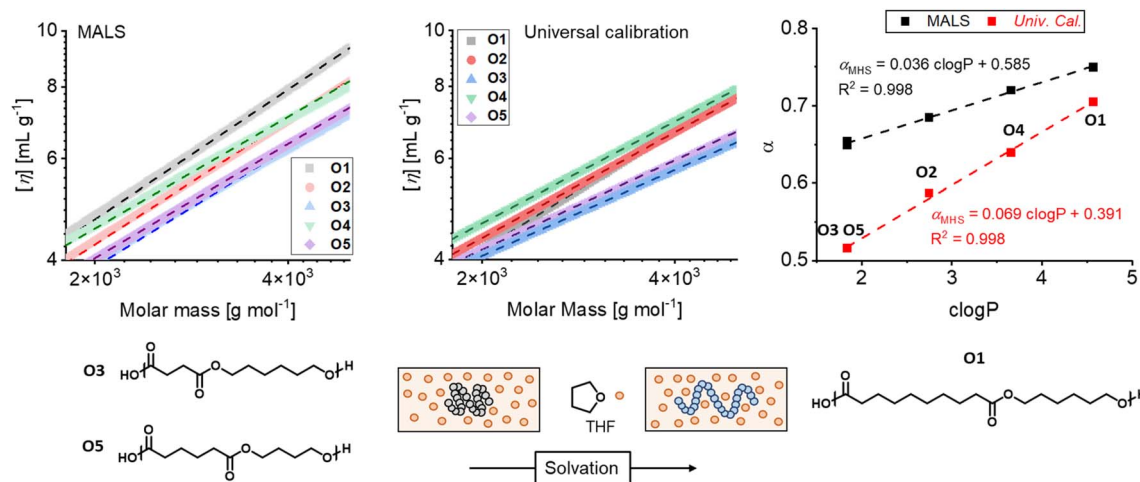 MALS
10
8
6
4
[η] [mL g⁻¹]
O1
O2
O3
O4
O5
2×10³
4×10³
Molar mass [g mol⁻¹]
Universal calibration
10
8
6
4
[η] [mL g⁻¹]
O1
O2
O3
O4
O5
2×10³
4×10³
Molar Mass [g mol⁻¹]
MALS
Univ. Cal.
α
0.8
0.7
0.6
0.5
αMHS = 0.036 clogP + 0.585
R² = 0.998
O4
O1
O2
O3 O5
αMHS = 0.069 clogP + 0.391
R² = 0.998
2
3
4
5
clogP
O3
HO
O
O
O
O
H
O5
HO
O
O
O
O
H
THF
O
Solvation
O1
HO
O
O
O
O